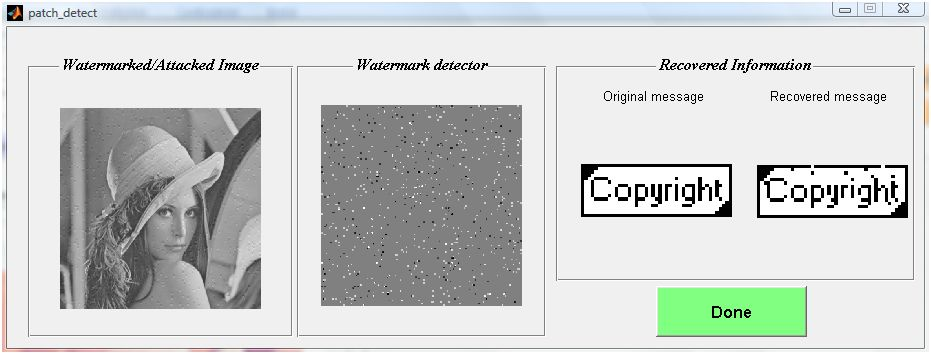 patch_detect
Watermarked/Attacked Image
Watermark detector
Recovered Information
Original message
Recovered message
Copyright
Copyright
Done